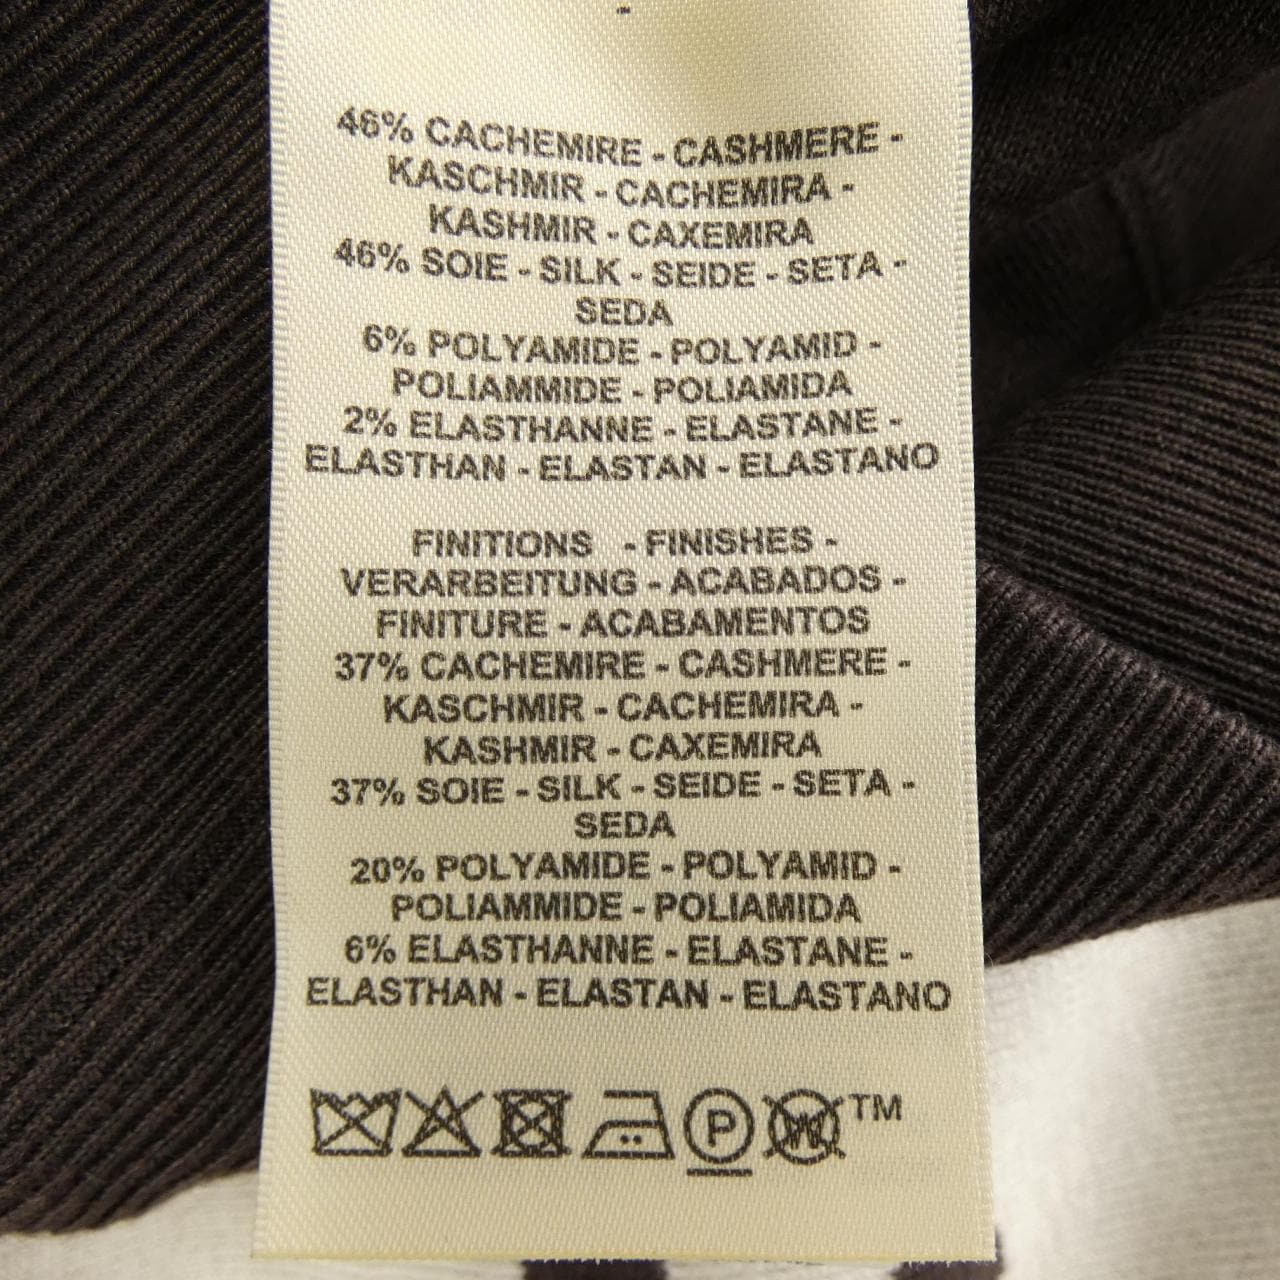 46% CACHEMIRE - CASHMERE -
KASCHMIR - CACHEMIRA -
KASHMIR - CAXEMIRA
46% SOIE - SILK - SEIDE - SETA -
SEDA
6% POLYAMIDE - POLYAMID -
POLIAMMIDE - POLIAMIDA
2% ELASTHANNE - ELASTANE -
ELASTHAN - ELASTAN - ELASTANO
FINITIONS - FINISHES -
VERARBEITUNG - ACABADOS -
FINITURE - ACABAMENTOS
37% CACHEMIRE - CASHMERE -
KASCHMIR - CACHEMIRA -
KASHMIR - CAXEMIRA
37% SOIE - SILK - SEIDE - SETA -
SEDA
20% POLYAMIDE - POLYAMID -
POLIAMMIDE - POLIAMIDA
6% ELASTHANNE - ELASTANE -
ELASTHAN - ELASTAN - ELASTANO
P W TM